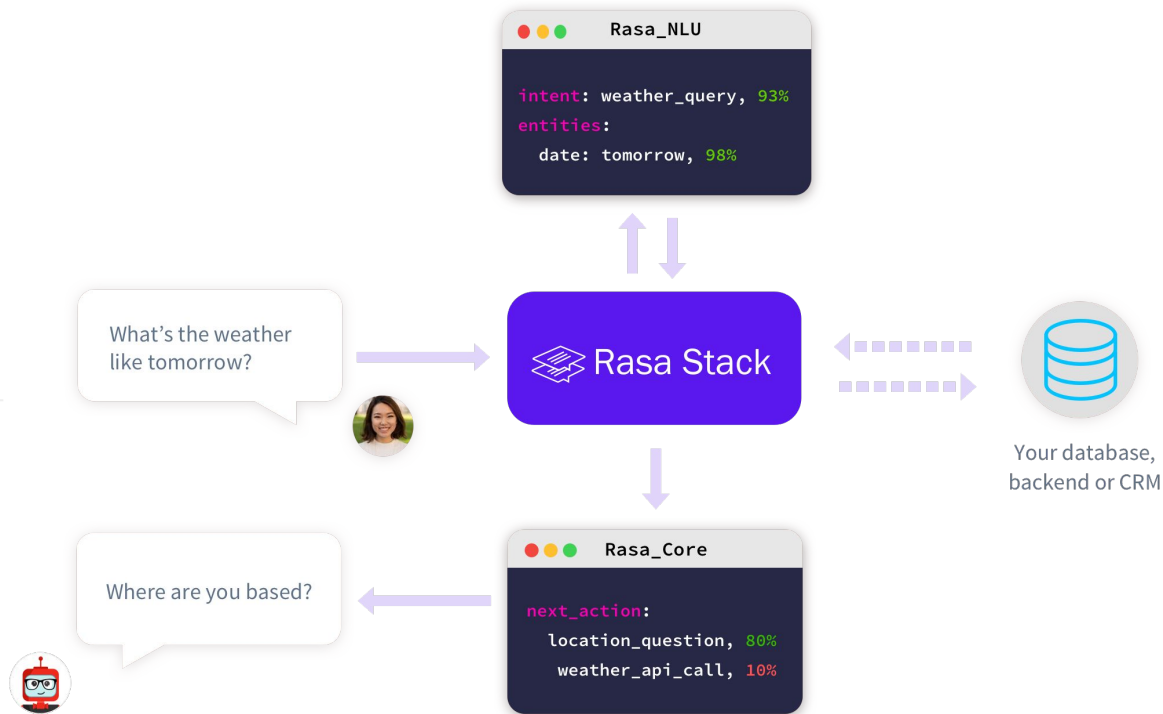 Rasa_NLU
intent: weather_query, 93%
entities:
date: tomorrow, 98%
What’s the weather
like tomorrow?
Rasa Stack
Your database,
backend or CRM
Rasa_Core
Where are you based?
next_action:
location_question, 80%
weather_api_call, 10%